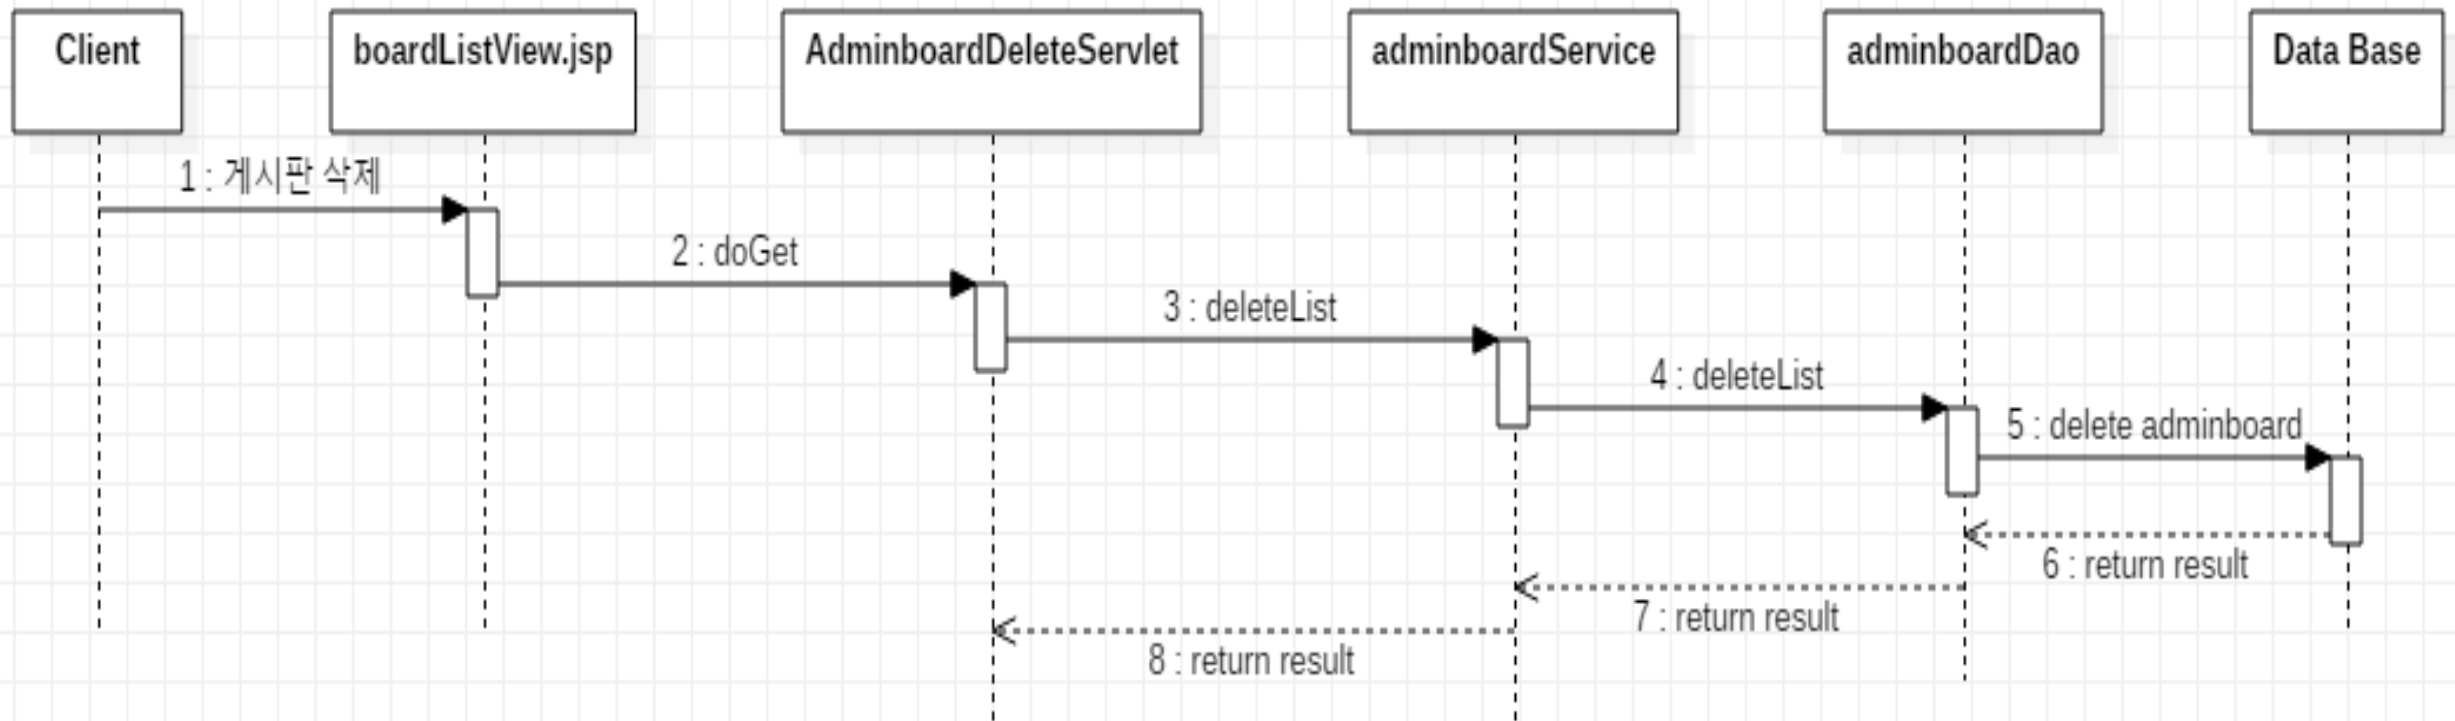 Client
boardListView.jsp
AdminboardDeleteServlet
adminboardService
adminboardDao
Data Base
1 : 게시판 삭제
2 : doGet
3 : deleteList
4 : deleteList
5 : delete adminboard
6 : return result
7 : return result
8 : return result